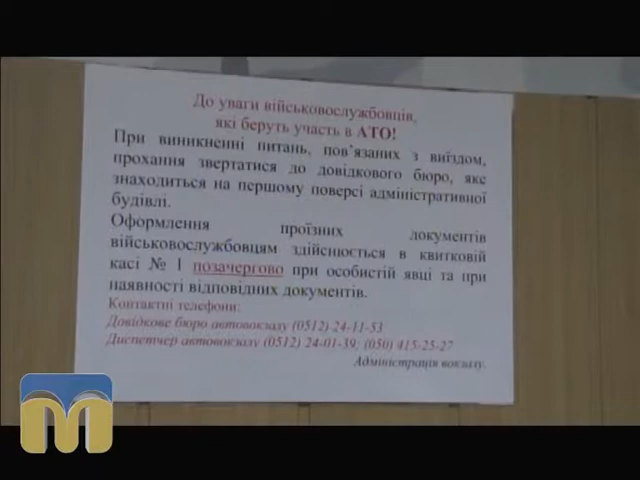 До уваги військовослужбовців,
які беруть участь в АТО!
При виникненні питань, пов'язаних з виїздом,
прохання звертатися до довідкового бюро, яке
знаходиться на першому поверсі адміністративної
будівлі.
Оформлення проїзних документів
військовослужбовцям здійснюється в квитковій
касі № 1 позачергово при особистій явці та при
наявності відповідних документів.
Контактні телефони:
Довідкове бюро автовокзалу (0512) 24-11-53
Диспетчер автовокзалу (0512) 24-01-39; (050) 415-25-27
Адміністрація вокзалу.